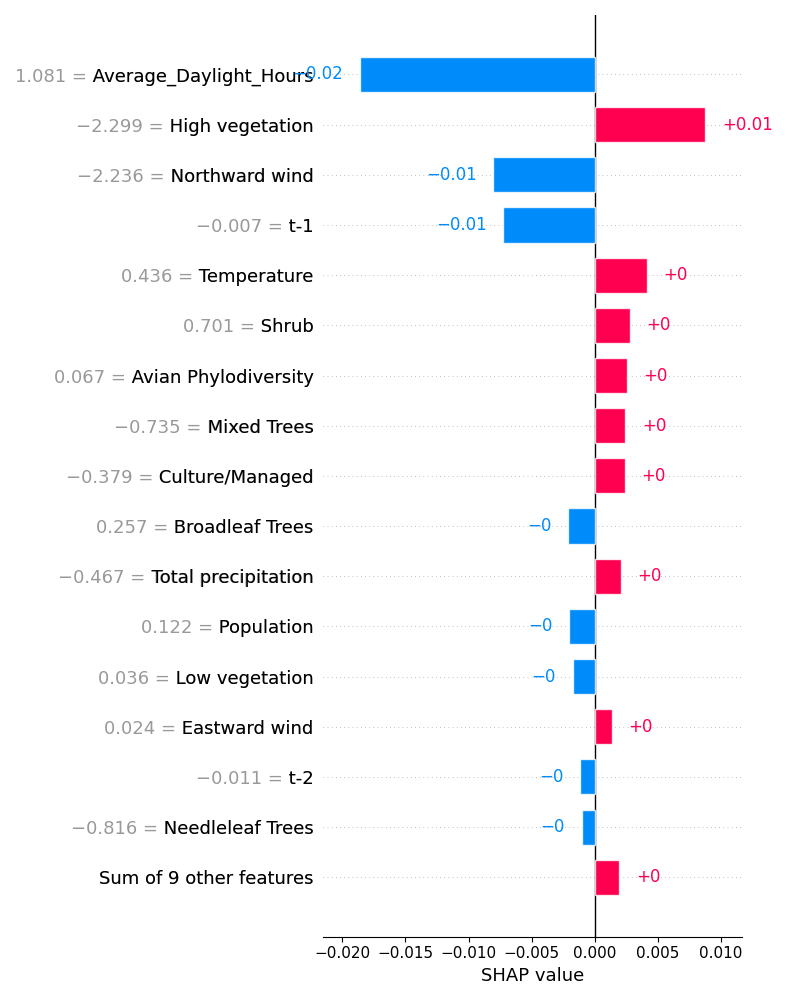 1.081 = Average_Daylight_Hours −0.02
−2.299 = High vegetation +0.01
−2.236 = Northward wind −0.01
−0.007 = t-1 −0.01
0.436 = Temperature +0
0.701 = Shrub +0
0.067 = Avian Phylodiversity +0
−0.735 = Mixed Trees +0
−0.379 = Culture/Managed +0
0.257 = Broadleaf Trees −0
−0.467 = Total precipitation +0
0.122 = Population −0
0.036 = Low vegetation −0
0.024 = Eastward wind +0
−0.011 = t-2 −0
−0.816 = Needleleaf Trees −0
Sum of 9 other features +0
−0.020 −0.015 −0.010 −0.005 0.000 0.005 0.010
SHAP value